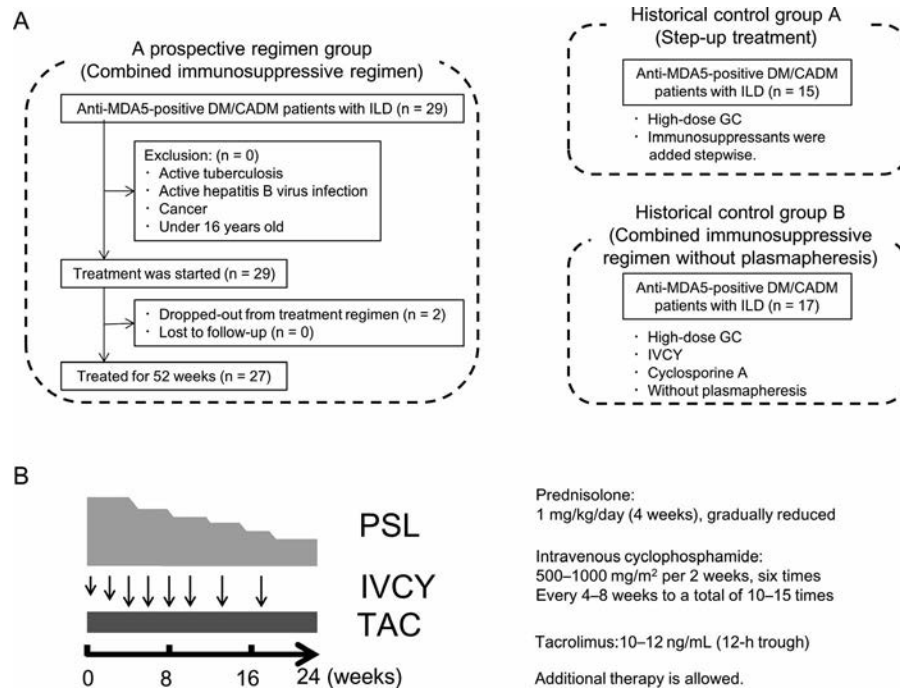 A
A prospective regimen group
(Combined immunosuppressive regimen)
Anti-MDA5-positive DM/CADM patients with ILD (n = 29)
Exclusion: (n = 0)
・ Active tuberculosis
・ Active hepatitis B virus infection
・ Cancer
・ Under 16 years old
Treatment was started (n = 29)
・ Dropped-out from treatment regimen (n = 2)
・ Lost to follow-up (n = 0)
Treated for 52 weeks (n = 27)
Historical control group A
(Step-up treatment)
Anti-MDA5-positive DM/CADM
patients with ILD (n = 15)
・ High-dose GC
・ Immunosuppressants were
added stepwise.
Historical control group B
(Combined immunosuppressive
regimen without plasmapheresis)
Anti-MDA5-positive DM/CADM
patients with ILD (n = 17)
・ High-dose GC
・ IVCY
・ Cyclosporine A
・ Without plasmapheresis
B
PSL
IVCY
TAC
0 8 16 24 (weeks)
Prednisolone:
1 mg/kg/day (4 weeks), gradually reduced
Intravenous cyclophosphamide:
500–1000 mg/m² per 2 weeks, six times
Every 4–8 weeks to a total of 10–15 times
Tacrolimus:10–12 ng/mL (12-h trough)
Additional therapy is allowed.